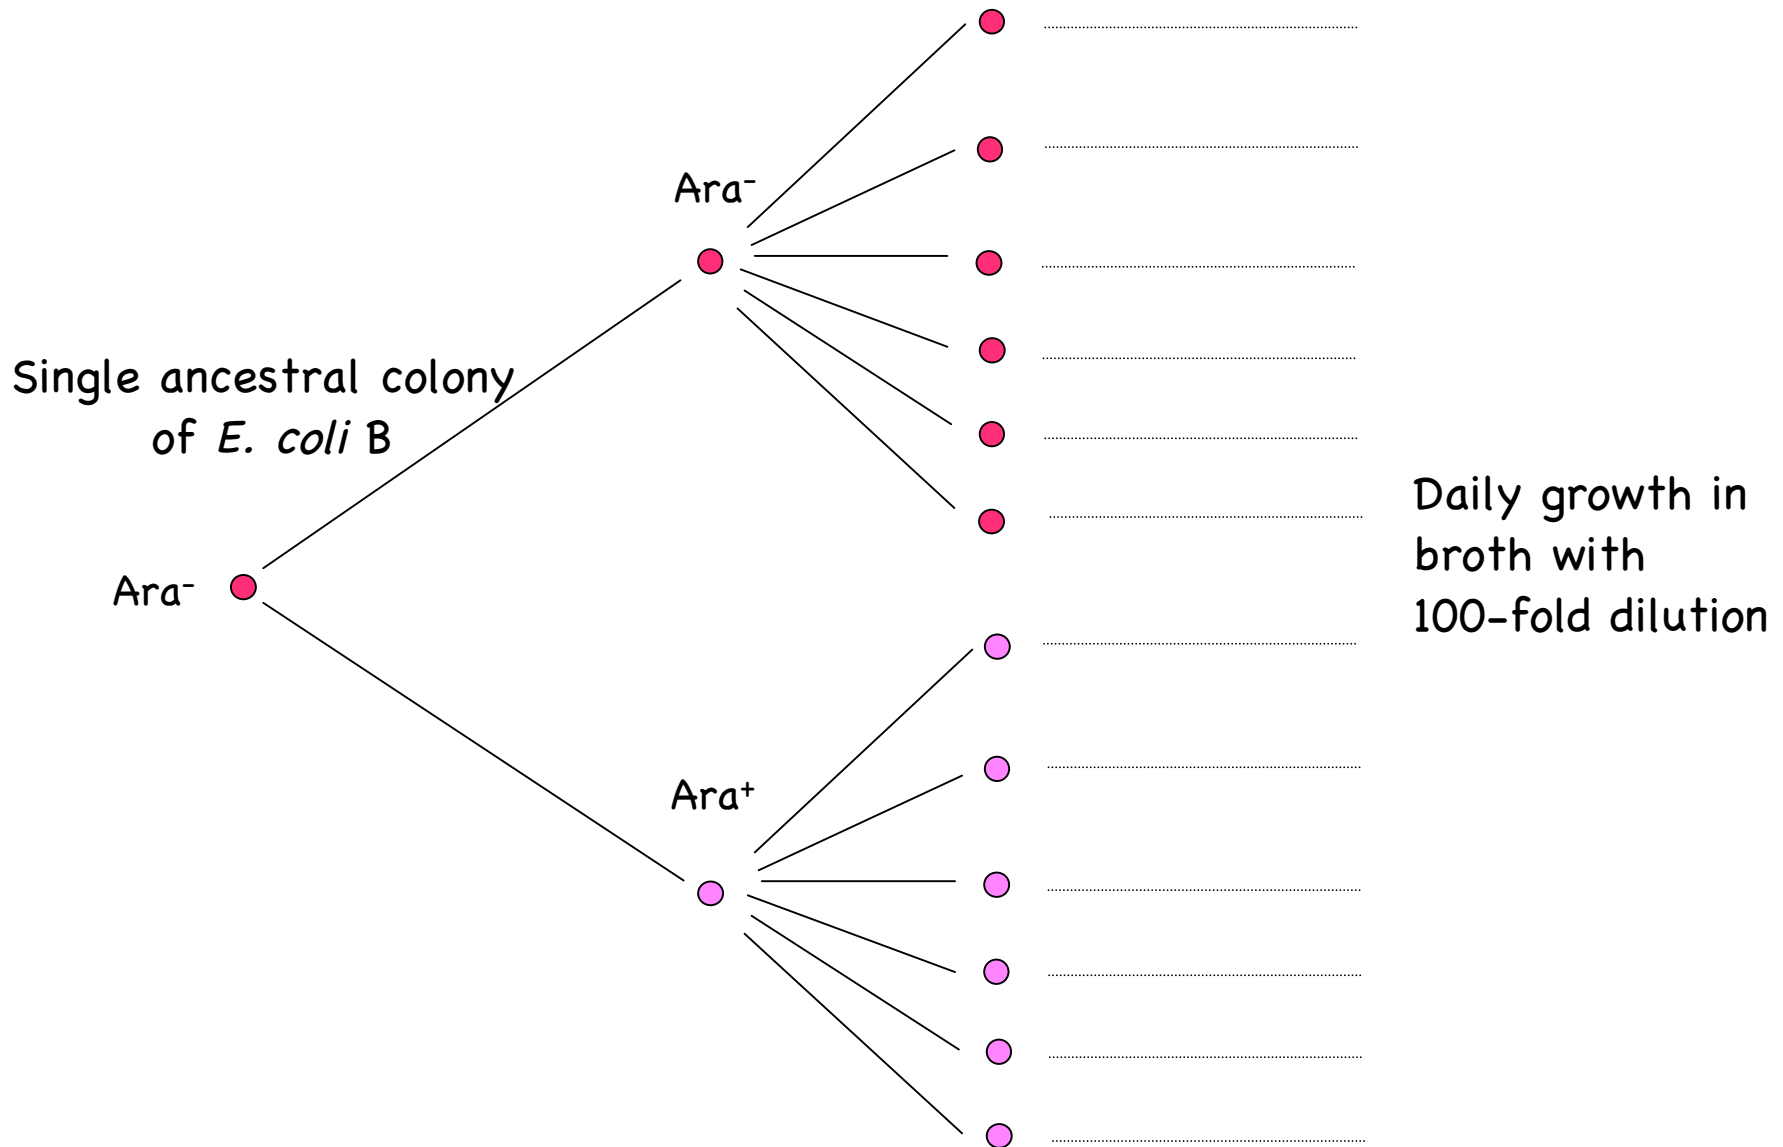 Ara⁻
Single ancestral colony
of E. coli B
Daily growth in
broth with
100-fold dilution
Ara⁻
Ara⁺